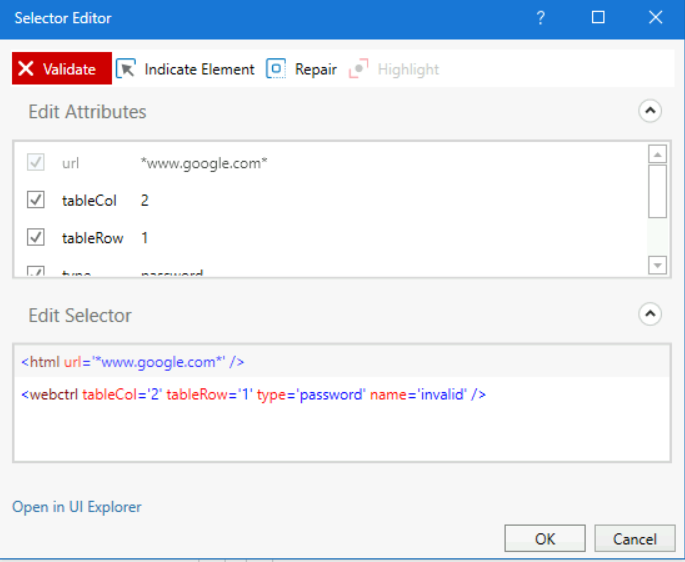 Selector Editor ?
Validate Indicate Element Repair Highlight
Edit Attributes
url *www.google.com*
tableCol 2
tableRow 1
type password
Edit Selector
<html url='*www.google.com*' />
<webctrl tableCol='2' tableRow='1' type='password' name='invalid' />
Open in UI Explorer
OK Cancel